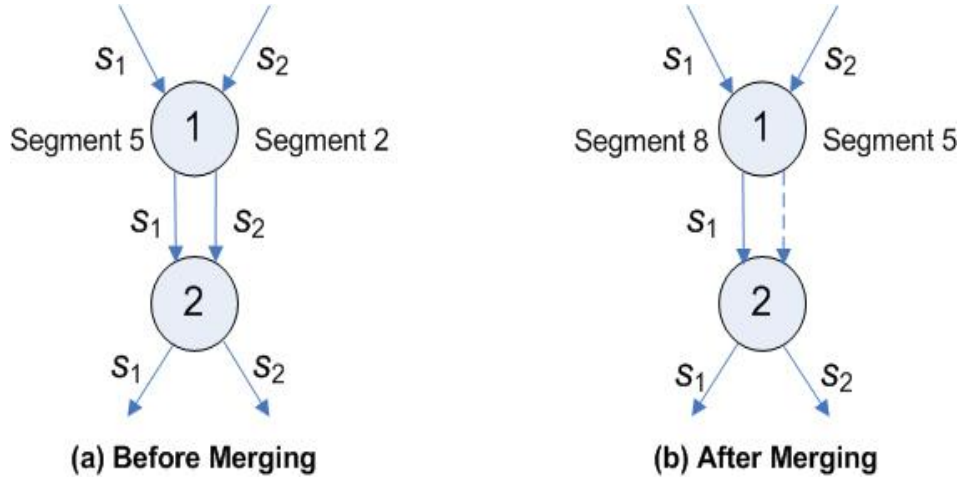 s1
s2
1
Segment 5
Segment 2
s1
s2
2
s1
s2
(a) Before Merging
s1
s2
1
Segment 8
Segment 5
s1
2
s1
s2
(b) After Merging